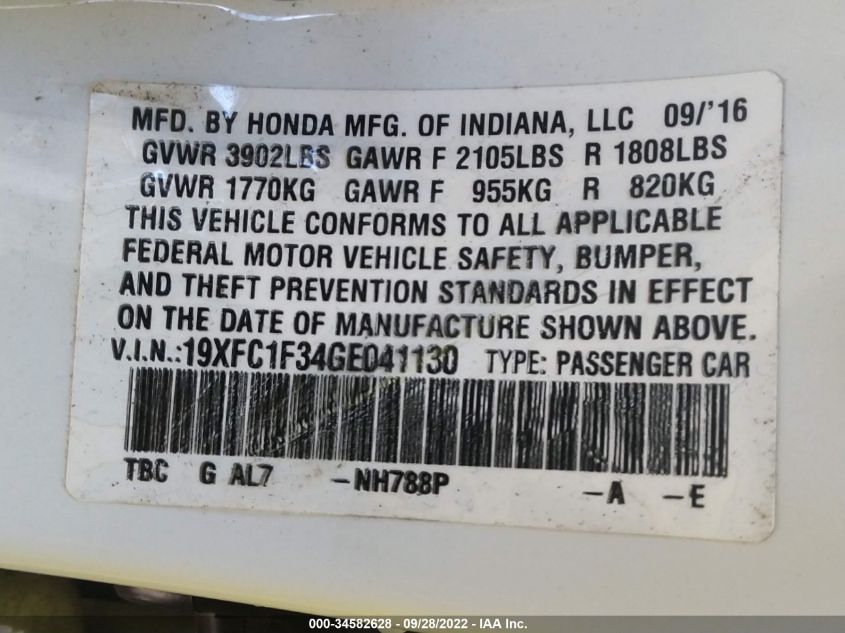 MFD. BY HONDA MFG. OF INDIANA, LLC 09/'16
GVWR 3902LBS GAWR F 2105LBS R 1808LBS
GVWR 1770KG GAWR F 955KG R 820KG
THIS VEHICLE CONFORMS TO ALL APPLICABLE
FEDERAL MOTOR VEHICLE SAFETY, BUMPER,
AND THEFT PREVENTION STANDARDS IN EFFECT
ON THE DATE OF MANUFACTURE SHOWN ABOVE.
V.I.N.:19XFC1F34GE041130 TYPE: PASSENGER CAR
TBC G AL7 -NH788P -A -E
000-34582628 - 09/28/2022 - IAA Inc.